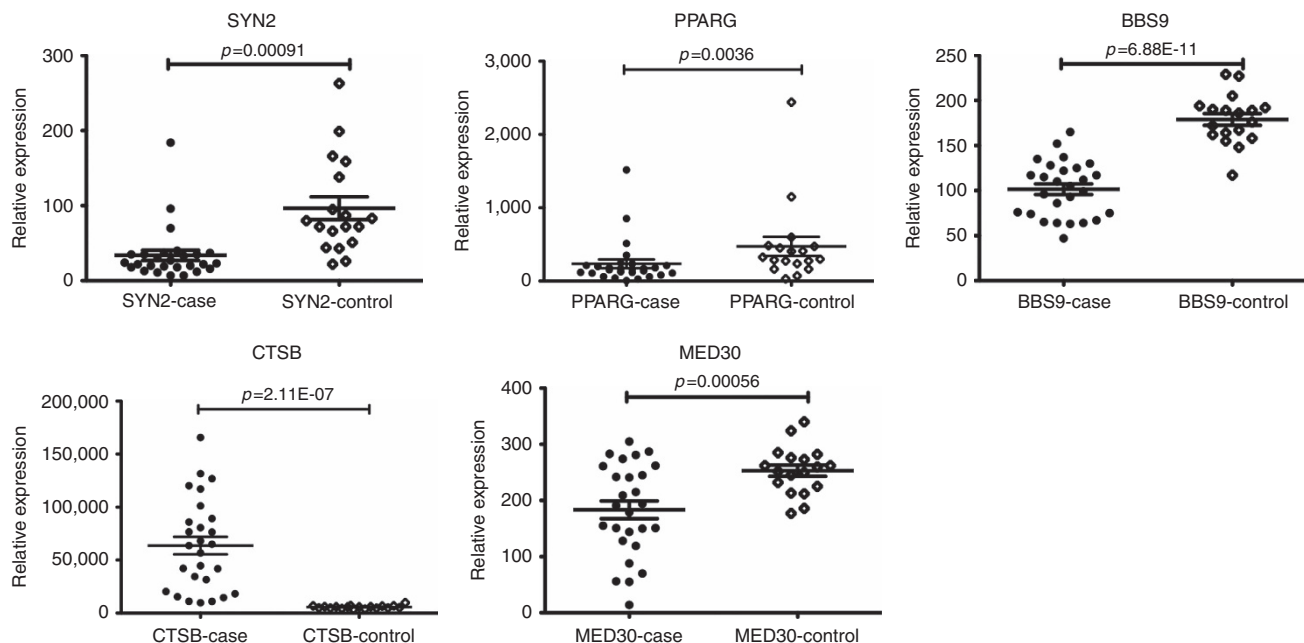 SYN2
p=0.00091
300
200
100
0
Relative expression
SYN2-case
SYN2-control
PPARG
p=0.0036
3,000
2,000
1,000
0
Relative expression
PPARG-case
PPARG-control
BBS9
p=6.88E-11
250
200
150
100
50
0
Relative expression
BBS9-case
BBS9-control
CTSB
p=2.11E-07
200,000
150,000
100,000
50,000
0
Relative expression
CTSB-case
CTSB-control
MED30
p=0.00056
400
300
200
100
0
Relative expression
MED30-case
MED30-control